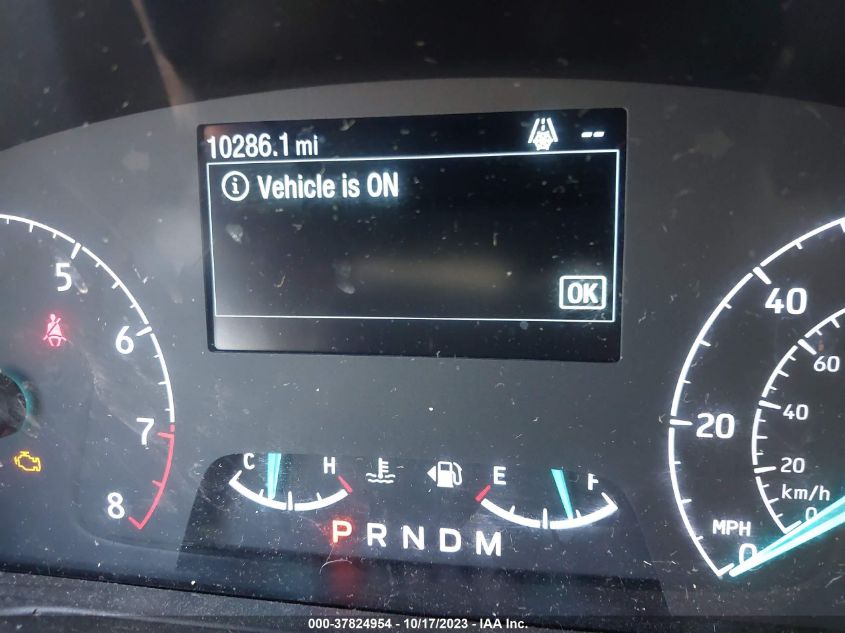 10286.1 mi --
i Vehicle is ON
OK
5
6
7
8
C H
E F
P R N D M
40
20
0
MPH
60
40
20
0
km/h
000-37824954 - 10/17/2023 - IAA Inc.